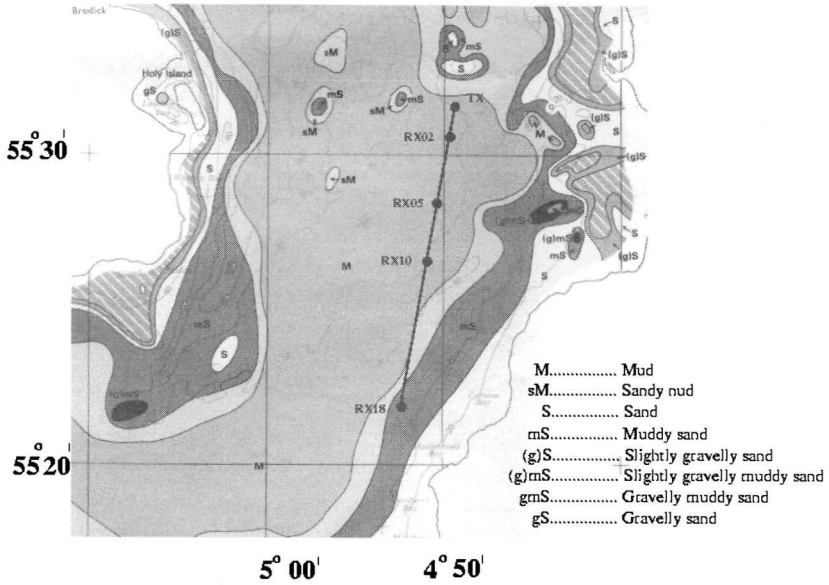 Brodick
(g)S
Holy Island
gS
sM
mS
S
mS
sM
mS
sM
TX
RX02
M
(g)S
S
S
(g)S
55° 30'
S
sM
RX05
(g)mS
S
(g)mS
mS
(g)S
M
RX10
S
mS
mS
S
(g)mS
RX18
M
55° 20'
5° 00'
4° 50'
M.............. Mud
sM.............. Sandy nud
S.............. Sand
mS.............. Muddy sand
(g)S.............. Slightly gravelly sand
(g)mS.............. Slightly gravelly muddy sand
gmS.............. Gravelly muddy sand
gS.............. Gravelly sand